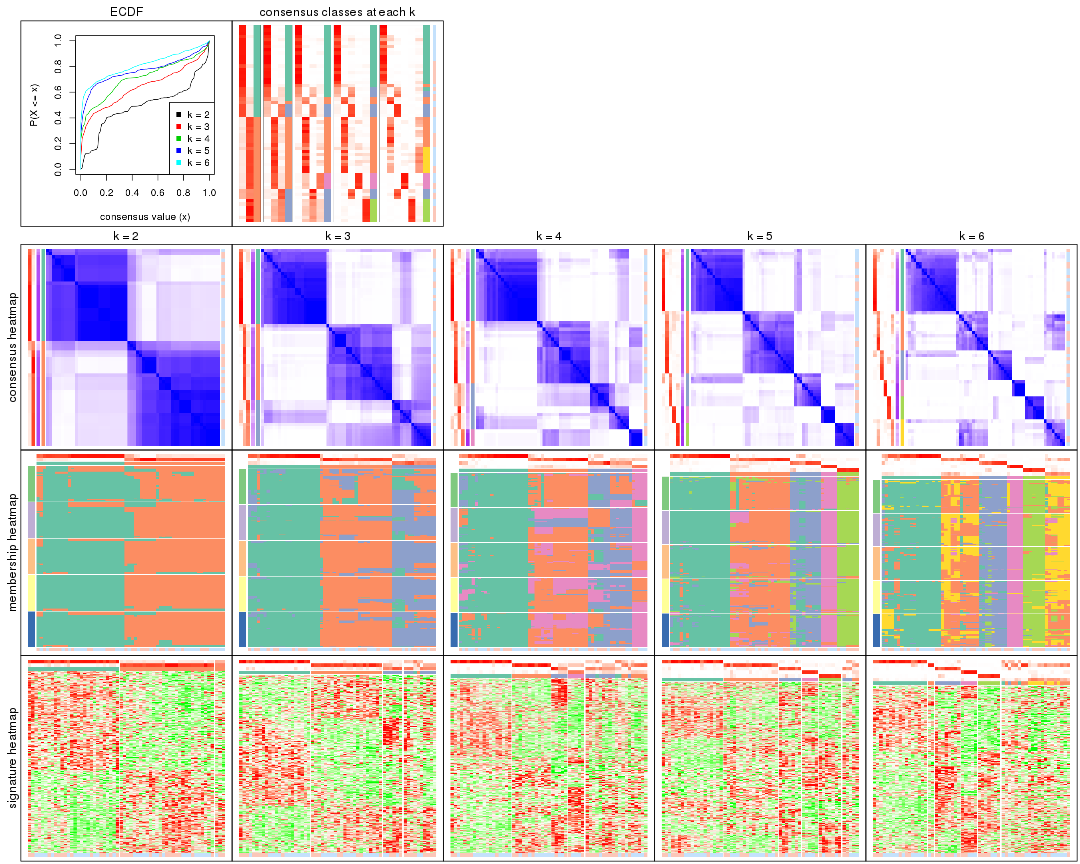 ECDF
consensus classes at each k
P(X <= x)
0.0 0.2 0.4 0.6 0.8 1.0
k = 2
k = 3
k = 4
k = 5
k = 6
0.0 0.2 0.4 0.6 0.8 1.0
consensus value (x)
k = 2 k = 3 k = 4 k = 5 k = 6
consensus heatmap
membership heatmap
signature heatmap